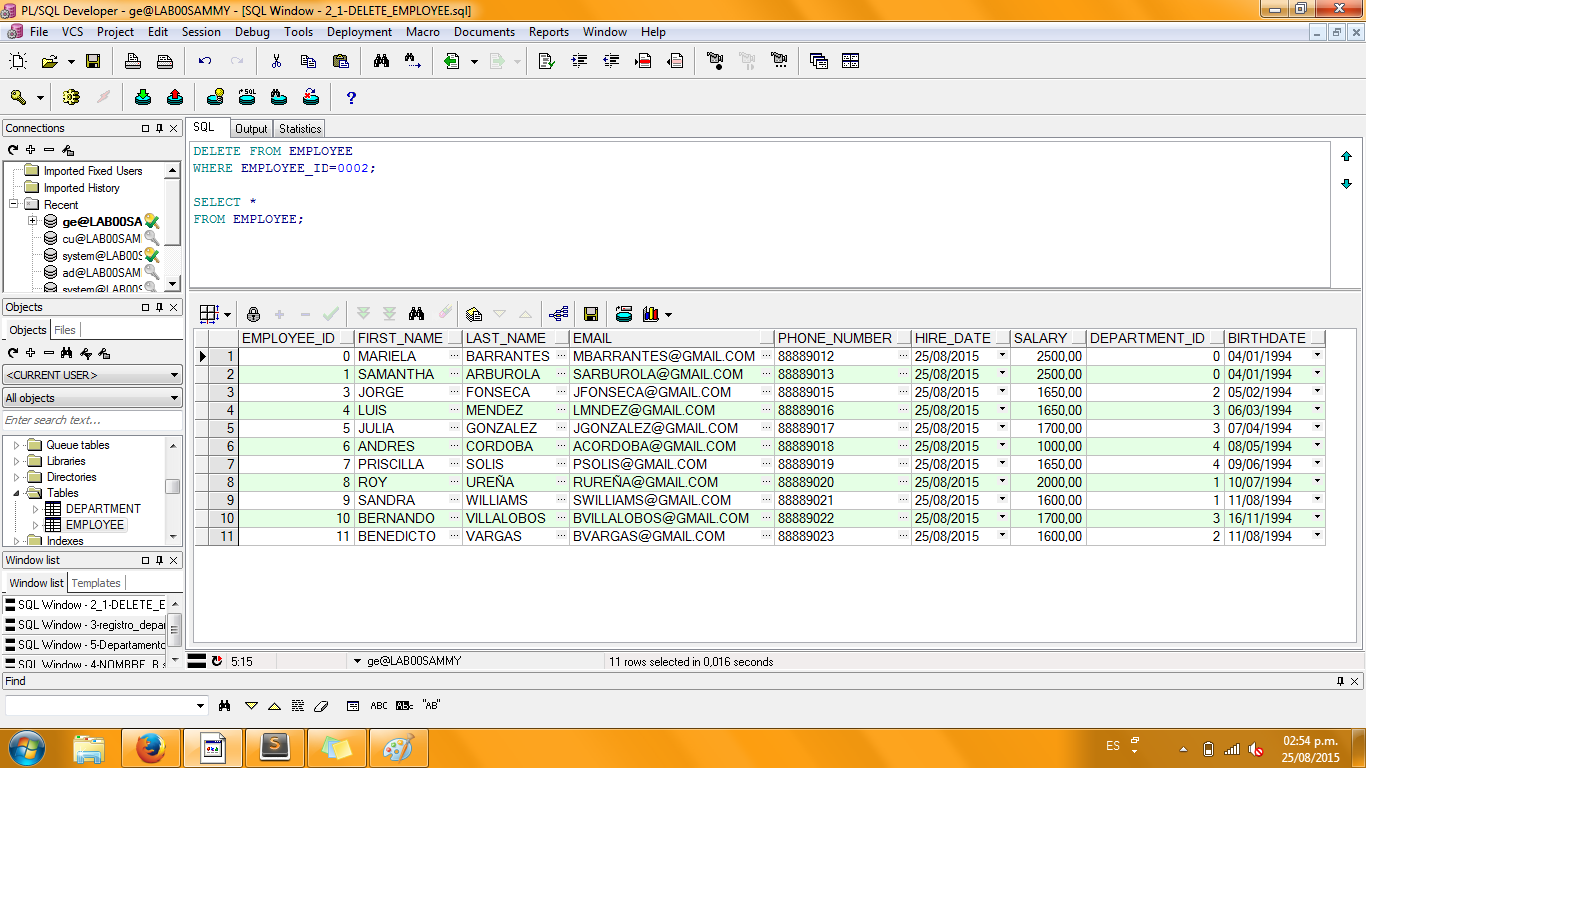 PL/SQL Developer - ge@LAB00SAMMY - [SQL Window - 2_1-DELETE_EMPLOYEE.sql]
File VCS Project Edit Session Debug Tools Deployment Macro Documents Reports Window Help
SQL
?
Connections
Imported Fixed Users
Imported History
Recent
ge@LAB00SA
cu@LAB00SAM
system@LAB00S
ad@LAB00SAM
system@LAB00S
Objects
Objects Files
<CURRENT USER>
All objects
Enter search text...
Queue tables
Libraries
Directories
Tables
DEPARTMENT
EMPLOYEE
Indexes
Window list
Window list Templates
SQL Window - 2_1-DELETE_E
SQL Window - 3-registro_depar
SQL Window - 5-Departamento
SQL Window - 4-NOMBRE_R.s
SQL Output Statistics
DELETE FROM EMPLOYEE
WHERE EMPLOYEE_ID=0002;
SELECT *
FROM EMPLOYEE;
EMPLOYEE_ID FIRST_NAME LAST_NAME EMAIL PHONE_NUMBER HIRE_DATE SALARY DEPARTMENT_ID BIRTHDATE
1 0 MARIELA BARRANTES MBARRANTES@GMAIL.COM 88889012 25/08/2015 2500,00 0 04/01/1994
2 1 SAMANTHA ARBUROLA SARBUROLA@GMAIL.COM 88889013 25/08/2015 2500,00 0 04/01/1994
3 3 JORGE FONSECA JFONSECA@GMAIL.COM 88889015 25/08/2015 1650,00 2 05/02/1994
4 4 LUIS MENDEZ LMNDEZ@GMAIL.COM 88889016 25/08/2015 1650,00 3 06/03/1994
5 5 JULIA GONZALEZ JGONZALEZ@GMAIL.COM 88889017 25/08/2015 1700,00 3 07/04/1994
6 6 ANDRES CORDOBA ACORDOBA@GMAIL.COM 88889018 25/08/2015 1000,00 4 08/05/1994
7 7 PRISCILLA SOLIS PSOLIS@GMAIL.COM 88889019 25/08/2015 1650,00 4 09/06/1994
8 8 ROY UREÑA RUREÑA@GMAIL.COM 88889020 25/08/2015 2000,00 1 10/07/1994
9 9 SANDRA WILLIAMS SWILLIAMS@GMAIL.COM 88889021 25/08/2015 1600,00 1 11/08/1994
10 10 BERNANDO VILLALOBOS BVILLALOBOS@GMAIL.COM 88889022 25/08/2015 1700,00 3 16/11/1994
11 11 BENEDICTO VARGAS BVARGAS@GMAIL.COM 88889023 25/08/2015 1600,00 2 11/08/1994
5:15 ge@LAB00SAMMY 11 rows selected in 0,016 seconds
Find
ABC "AB"
S
ES
02:54 p.m.
25/08/2015